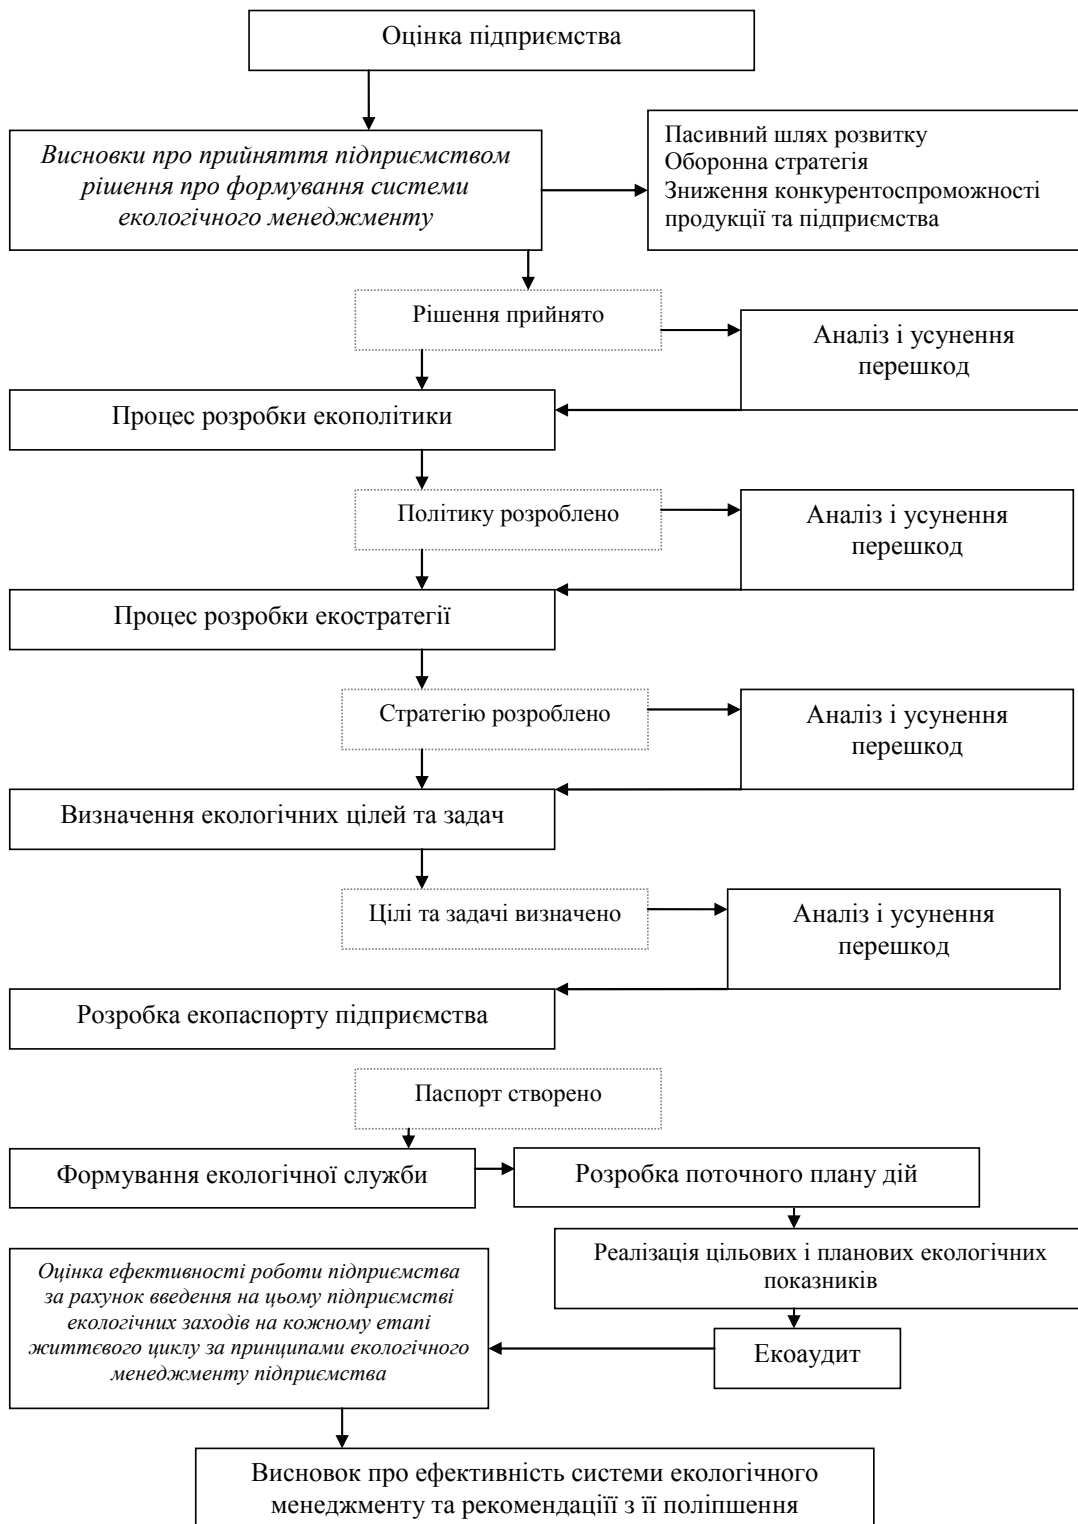 Оцінка підприємства
Висновки про прийняття підприємством
рішення про формування системи
екологічного менеджменту
Пасивний шлях розвитку
Оборонна стратегія
Зниження конкурентоспроможності
продукції та підприємства
Рішення прийнято
Аналіз і усунення
перешкод
Процес розробки екополітики
Політику розроблено
Аналіз і усунення
перешкод
Процес розробки екостратегії
Стратегію розроблено
Аналіз і усунення
перешкод
Визначення екологічних цілей та задач
Цілі та задачі визначено
Аналіз і усунення
перешкод
Розробка екопаспорту підприємства
Паспорт створено
Формування екологічної служби
Розробка поточного плану дій
Реалізація цільових і планових екологічних
показників
Оцінка ефективності роботи підприємства
за рахунок введення на цьому підприємстві
екологічних заходів на кожному етапі
життєвого циклу за принципами екологічного
менеджменту підприємства
Екоаудит
Висновок про ефективність системи екологічного
менеджменту та рекомендаціїї з її поліпшення